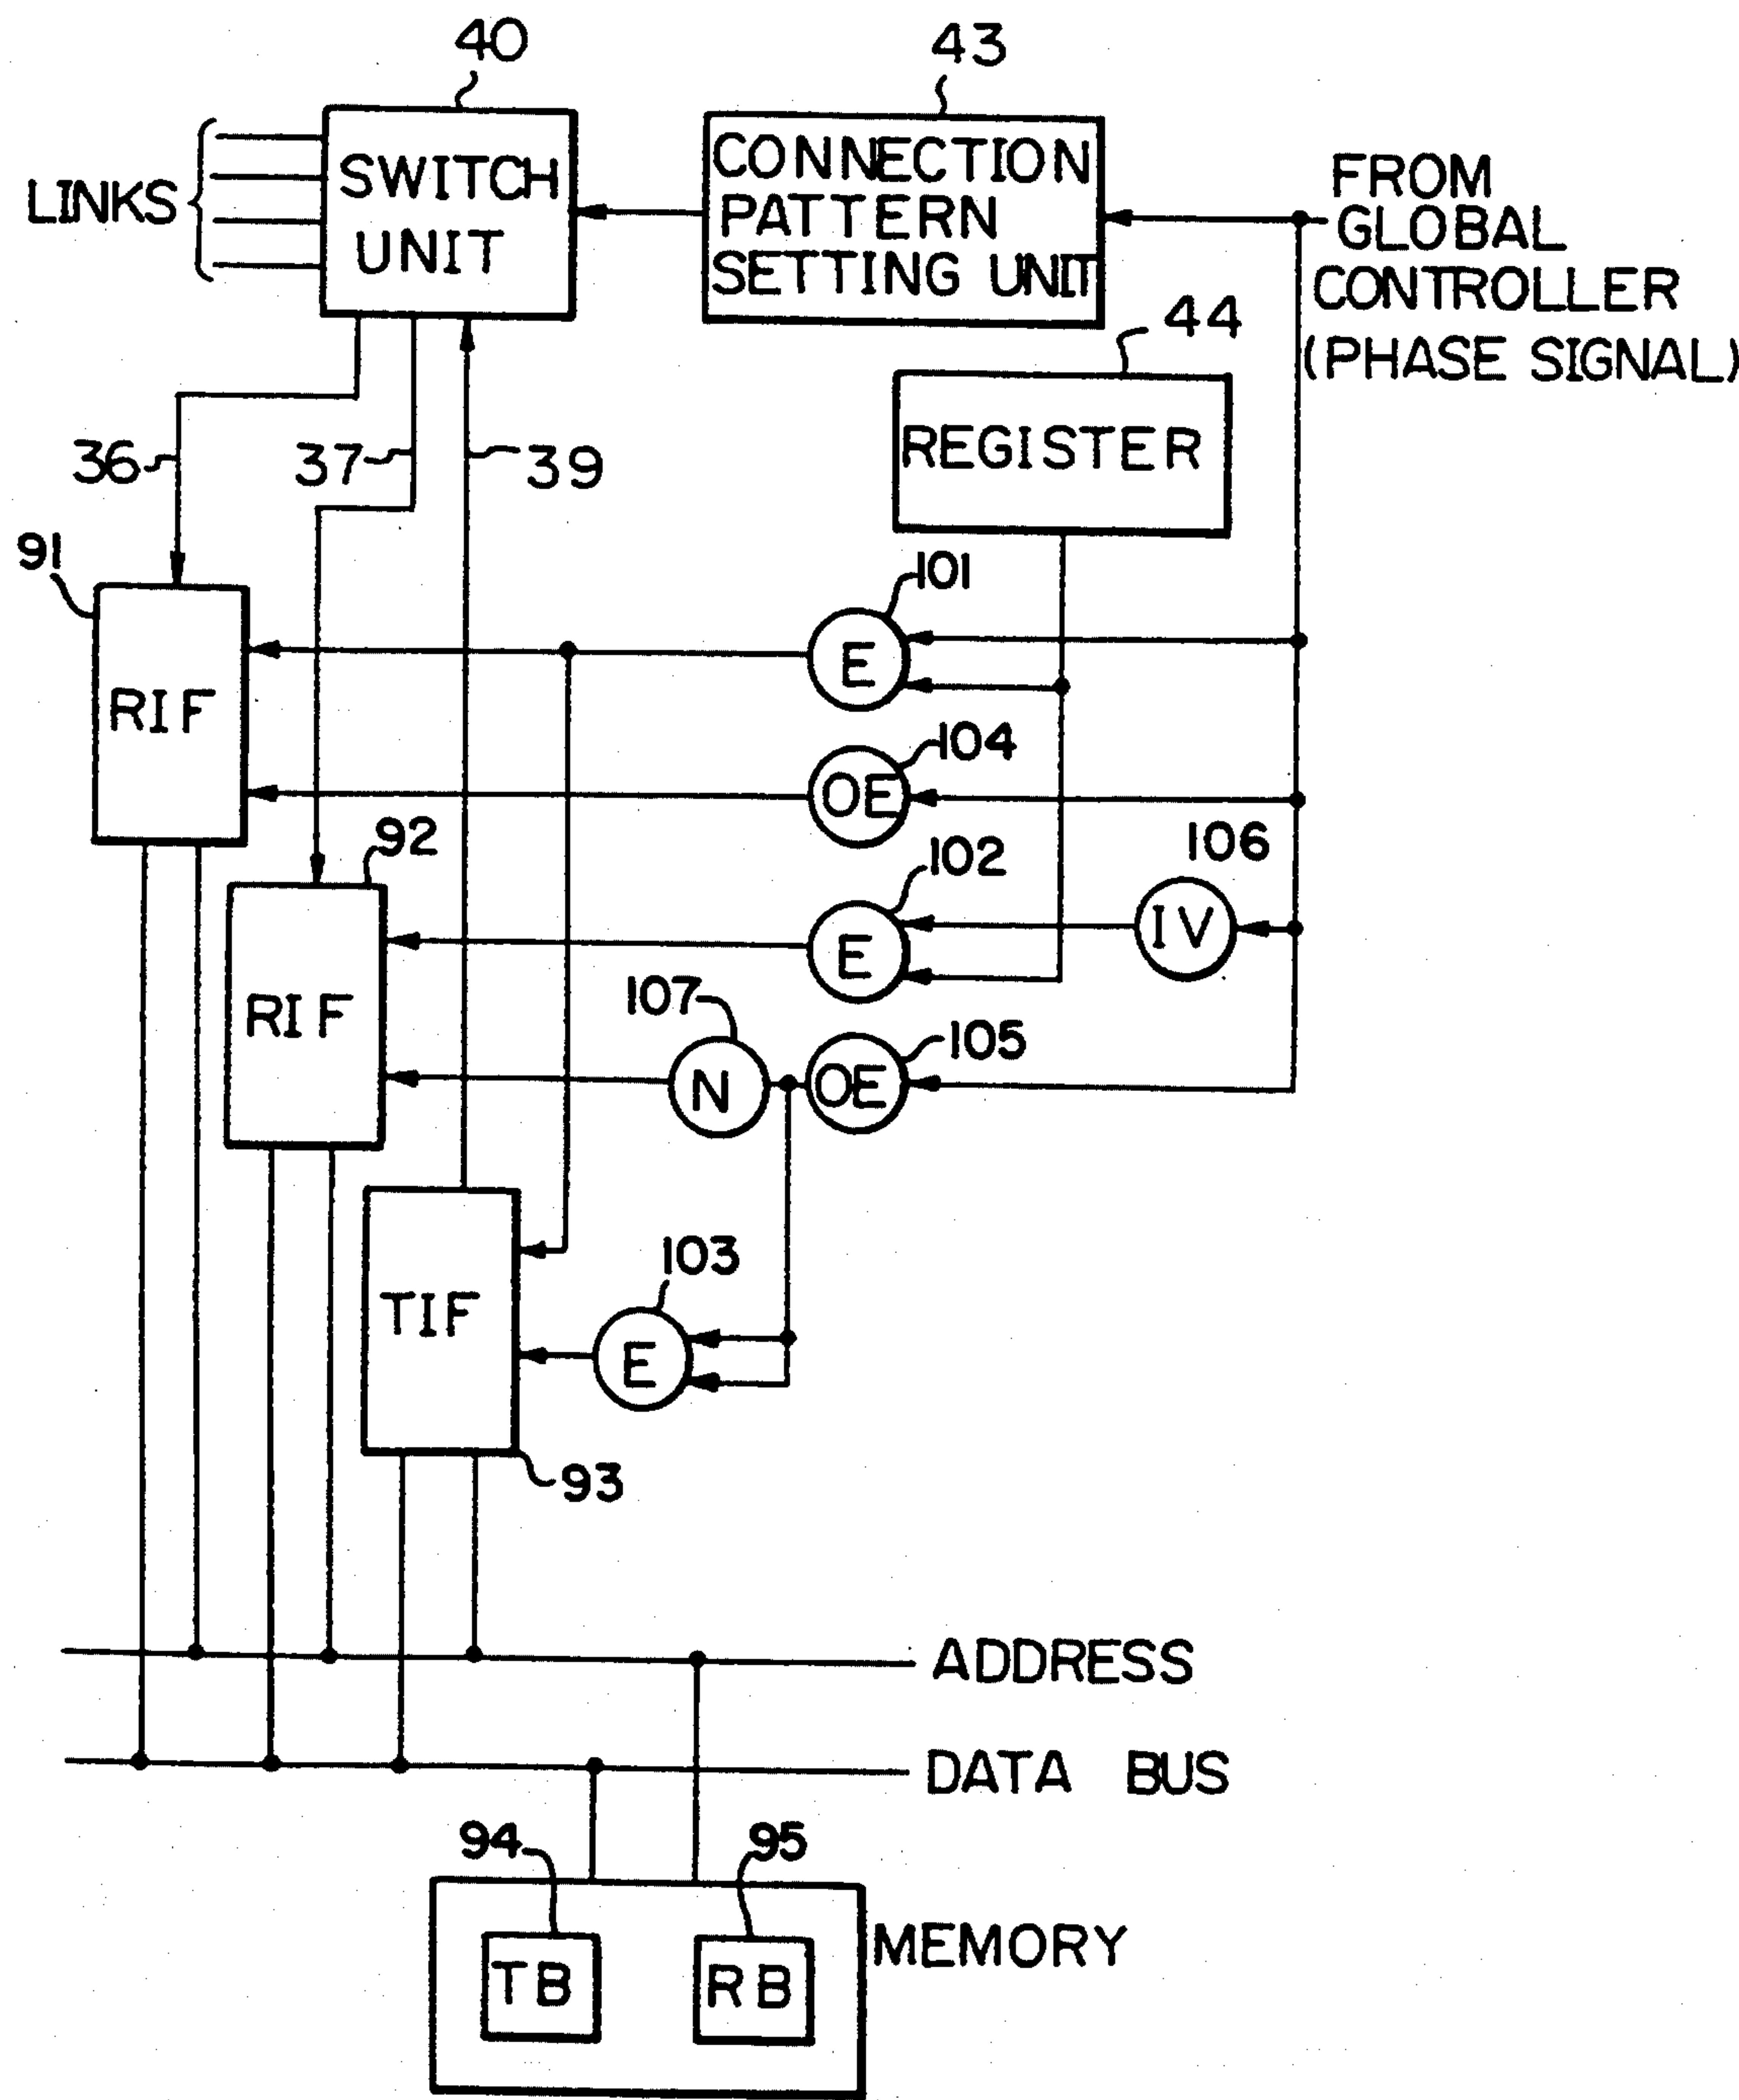 40
43
LINKS
SWITCH
UNIT
CONNECTION
PATTERN
SETTING UNIT
FROM
GLOBAL
CONTROLLER
(PHASE SIGNAL)
44
REGISTER
36
37
39
91
RIF
101
E
104
OE
92
RIF
102
E
106
IV
107
N
105
OE
TIF
103
E
93
ADDRESS
DATA BUS
94
95
TB
RB
MEMORY